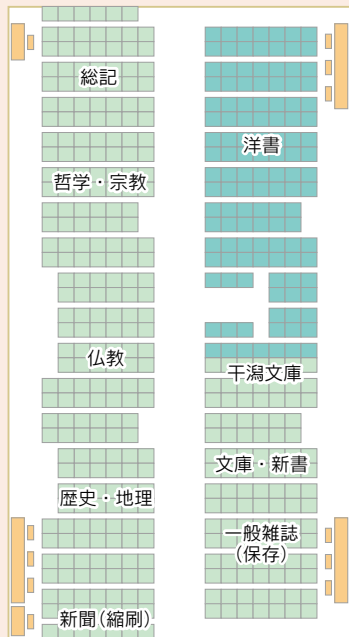 総記
哲学・宗教
仏教
歴史・地理
新聞(縮刷)
洋書
干潟文庫
文庫・新書
一般雑誌
(保存)